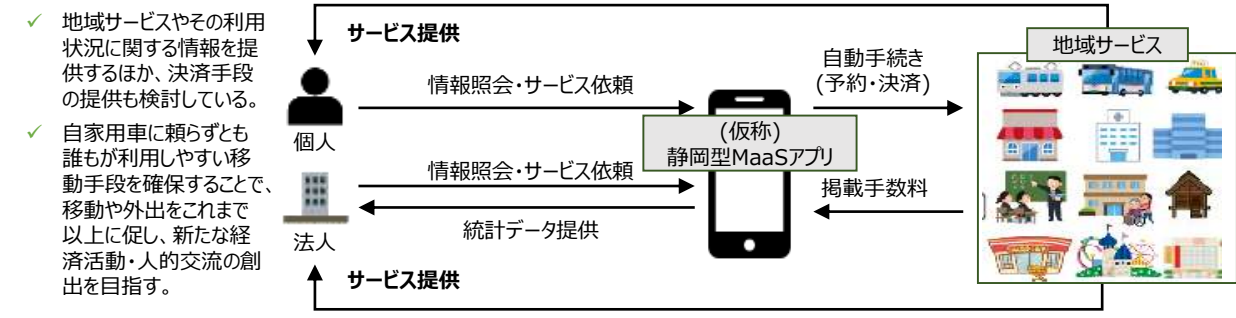 ✓ 地域サービスやその利用
状況に関する情報を提
供するほか、決済手段
の提供も検討している。
✓ 自家用車に頼らずとも
誰もが利用しやすい移
動手段を確保することで、
移動や外出をこれまで
以上に促し、新たな経
済活動・人的交流の創
出を目指す。
サービス提供
個人
情報照会・サービス依頼
法人
情報照会・サービス依頼
統計データ提供
サービス提供
(仮称)
静岡型MaaSアプリ
自動手続き
(予約・決済)
掲載手数料
地域サービス